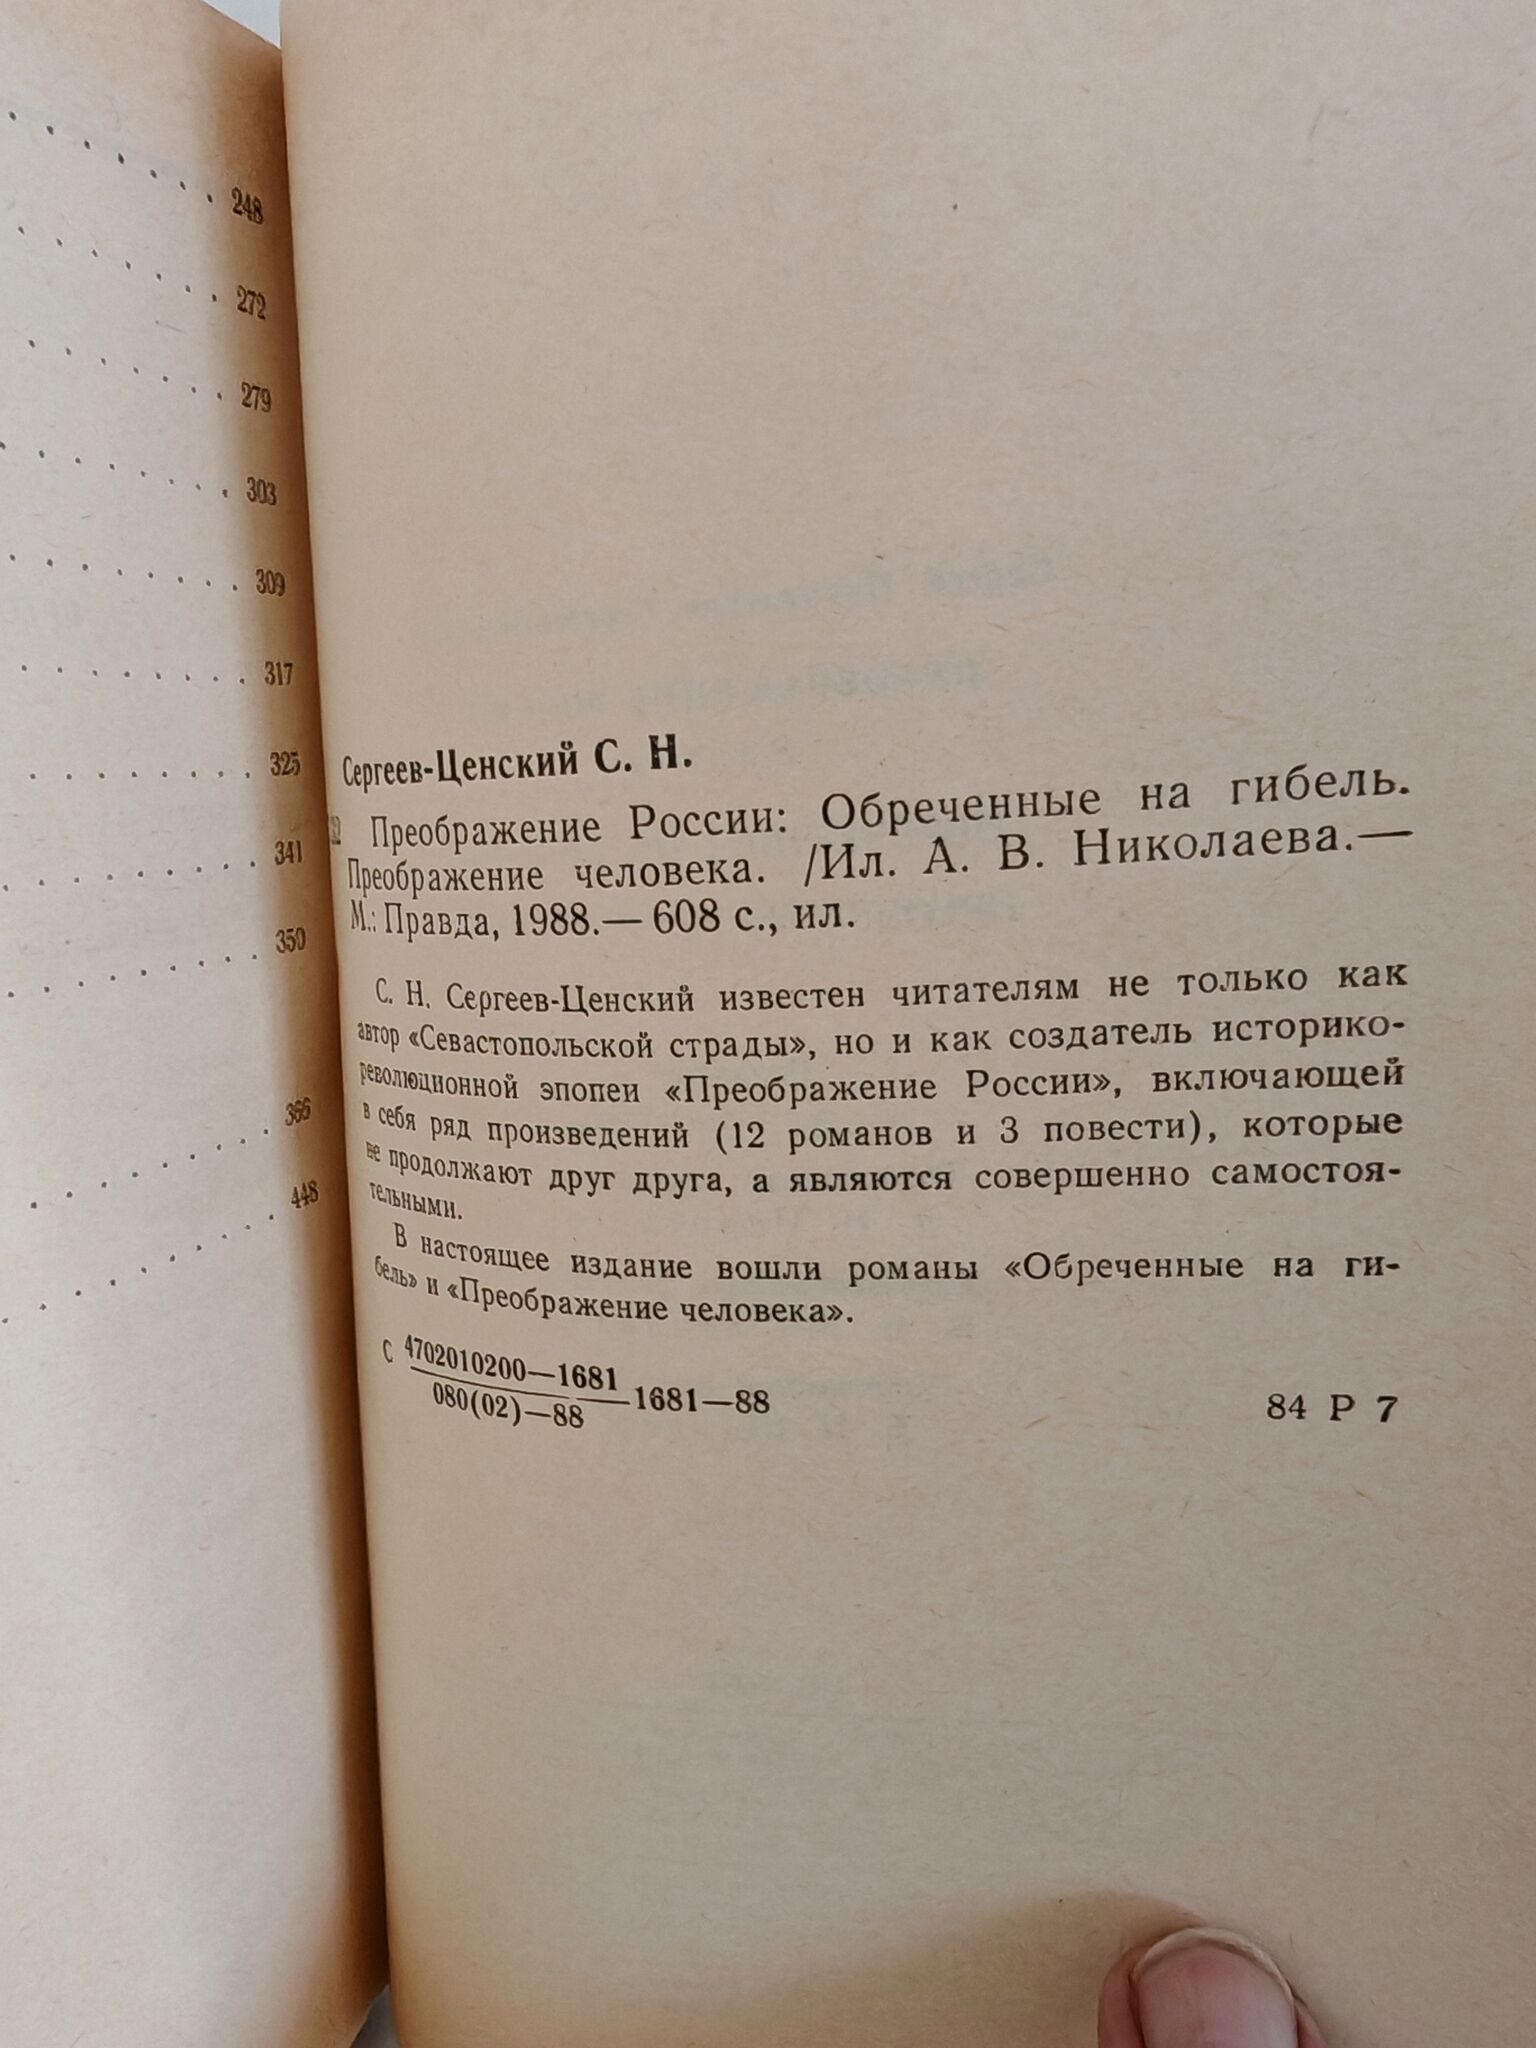 248
272
279
303
309
317
325
341
350
366
448
Сергеев-Ценский С. Н.
Преображение России: Обреченные на гибель.
Преображение человека. /Ил. А. В. Николаева.—
М.: Правда, 1988.— 608 с., ил.
С. Н. Сергеев-Ценский известен читателям не только как
автор «Севастопольской страды», но и как создатель историко-
революционной эпопеи «Преображение России», включающей
в себя ряд произведений (12 романов и 3 повести), которые
не продолжают друг друга, а являются совершенно самостоя-
тельными.
В настоящее издание вошли романы «Обреченные на ги-
бель» и «Преображение человека».
С 4702010200—1681
080(02)—88 1681—88
84 Р 7